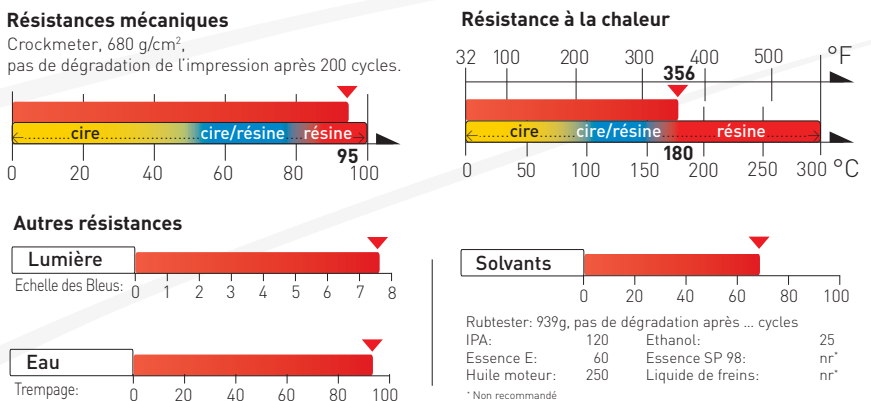 Résistances mécaniques
Crockmeter, 680 g/cm²,
pas de dégradation de l'impression après 200 cycles.
cire cire/résine résine
95
0 20 40 60 80 100
Résistance à la chaleur
32 100 200 300 400 500 °F
356
cire cire/résine résine
180
0 50 100 150 200 250 300 °C
Autres résistances
Lumière
Echelle des Bleus: 0 1 2 3 4 5 6 7 8
Eau
Trempage: 0 20 40 60 80 100
Solvants
0 20 40 60 80 100
Rubtester: 939g, pas de dégradation après ... cycles
IPA: 120 Ethanol: 25
Essence E: 60 Essence SP 98: nr*
Huile moteur: 250 Liquide de freins: nr*
* Non recommandé